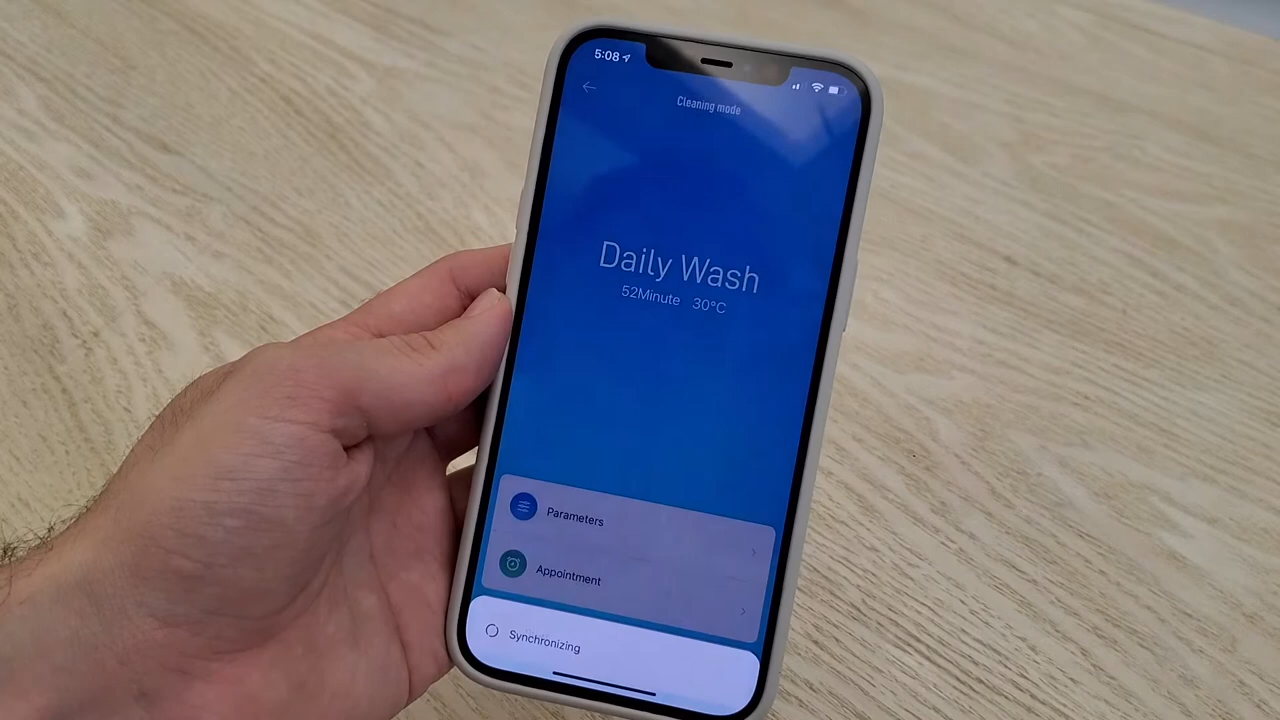 5:08
Cleaning mode
Daily Wash
52Minute 30°C
Parameters
Appointment
Synchronizing